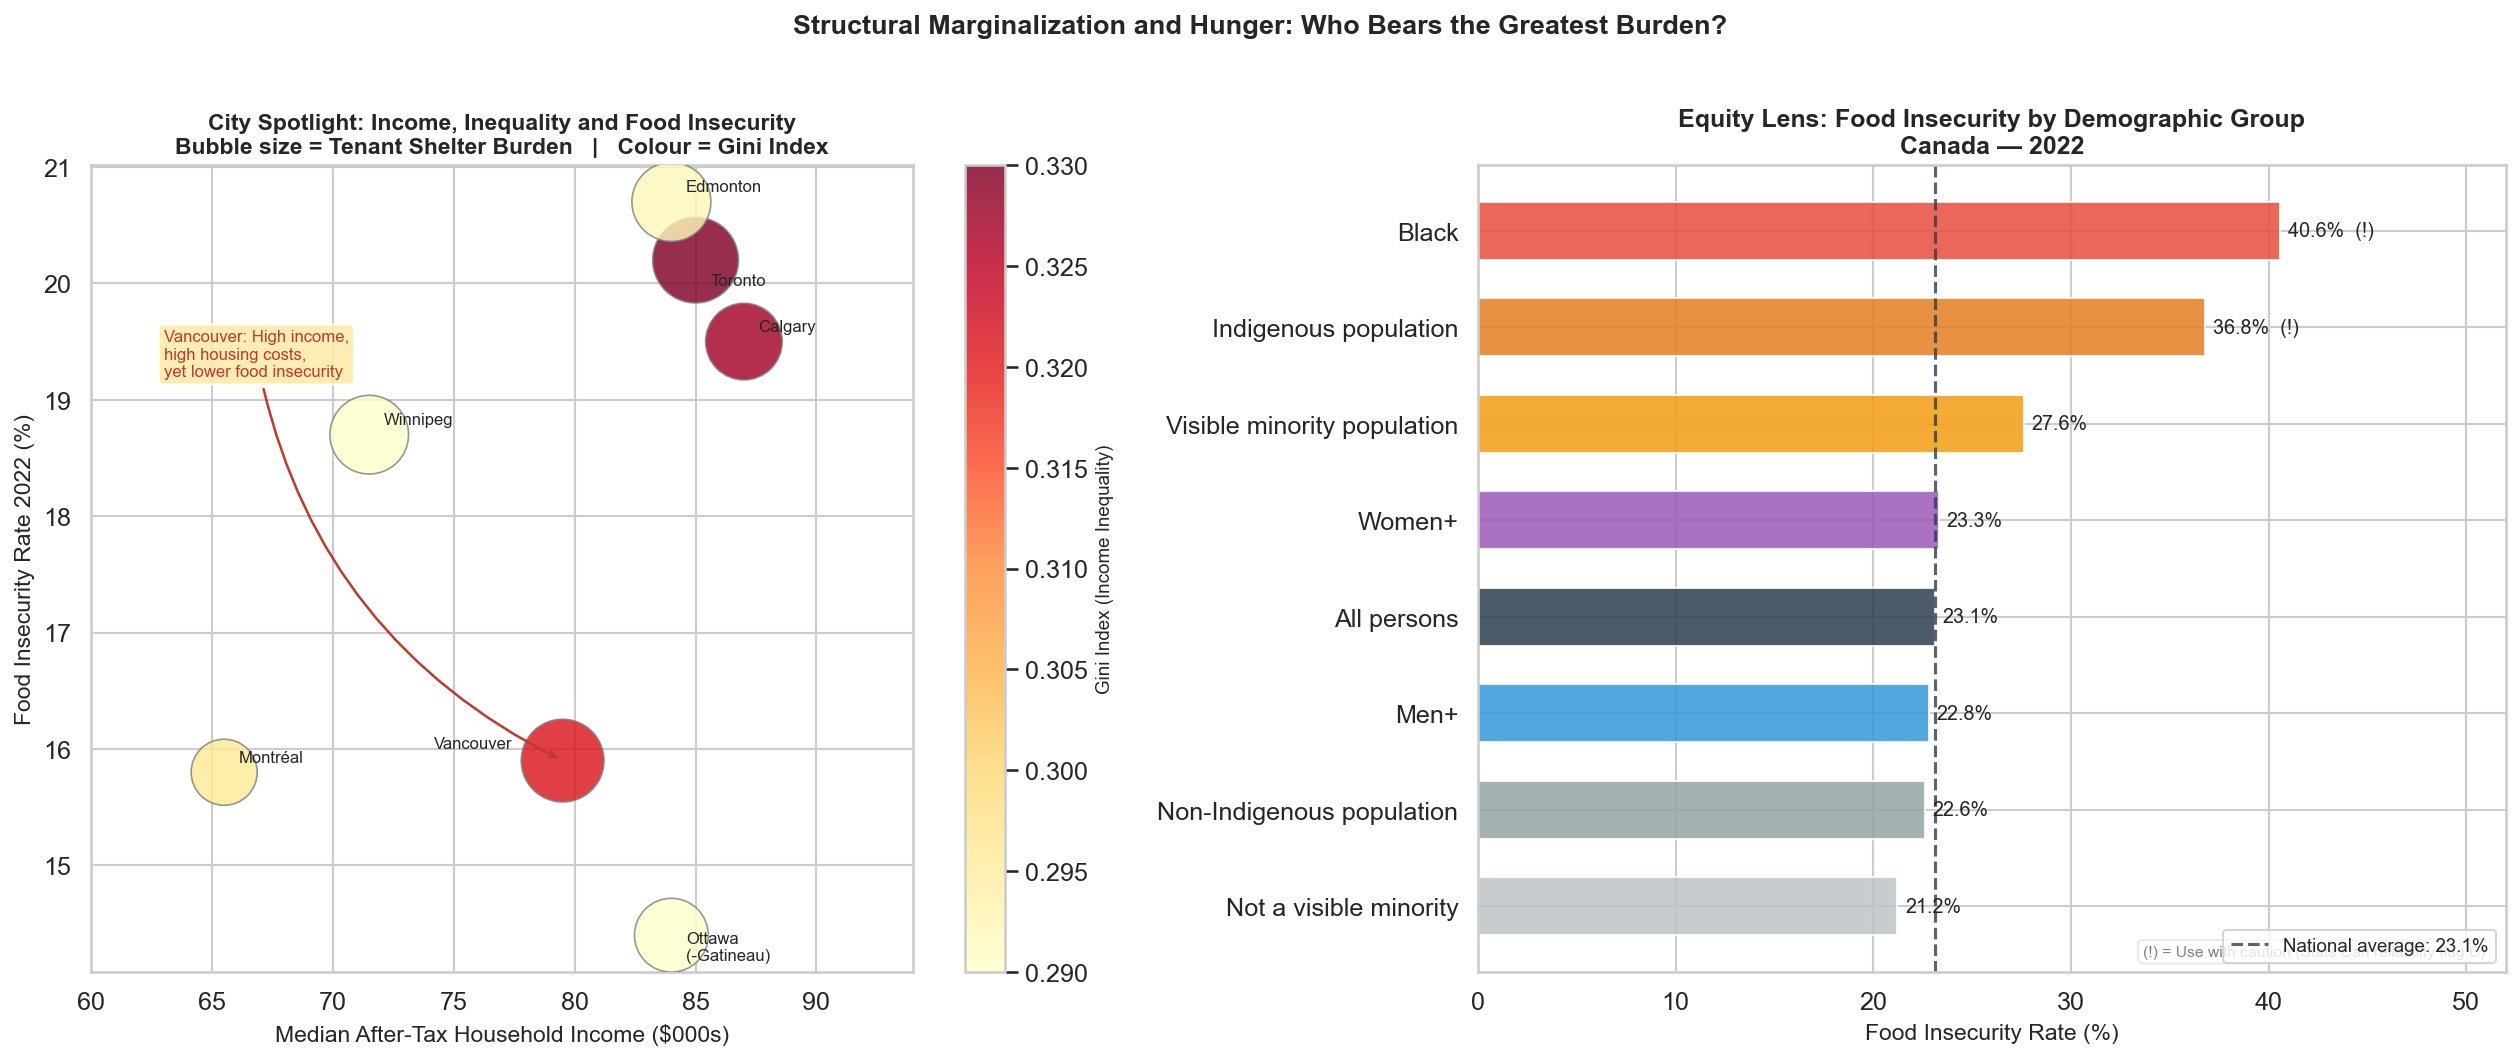 Structural Marginalization and Hunger: Who Bears the Greatest Burden?
City Spotlight: Income, Inequality and Food Insecurity
Bubble size = Tenant Shelter Burden | Colour = Gini Index
Food Insecurity Rate 2022 (%)
21
20
19
18
17
16
15
Edmonton
Toronto
Calgary
Vancouver: High income,
high housing costs,
yet lower food insecurity
Winnipeg
Vancouver
Montréal
Ottawa
(-Gatineau)
60 65 70 75 80 85 90
Median After-Tax Household Income ($000s)
0.330
0.325
0.320
0.315
0.310
0.305
0.300
0.295
0.290
Gini Index (Income Inequality)
Equity Lens: Food Insecurity by Demographic Group
Canada — 2022
Black 40.6% (!)
Indigenous population 36.8% (!)
Visible minority population 27.6%
Women+ 23.3%
All persons 23.1%
Men+ 22.8%
Non-Indigenous population 22.6%
Not a visible minority 21.2%
National average: 23.1%
(!) = Use with caution
0 10 20 30 40 50
Food Insecurity Rate (%)